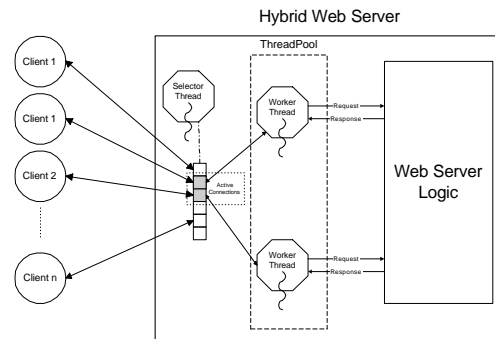 Hybrid Web Server
ThreadPool
Client 1
Client 1
Client 2
Client n
Selector
Thread
Active
Connections
Worker
Thread
Request
Response
Worker
Thread
Request
Response
Web Server
Logic